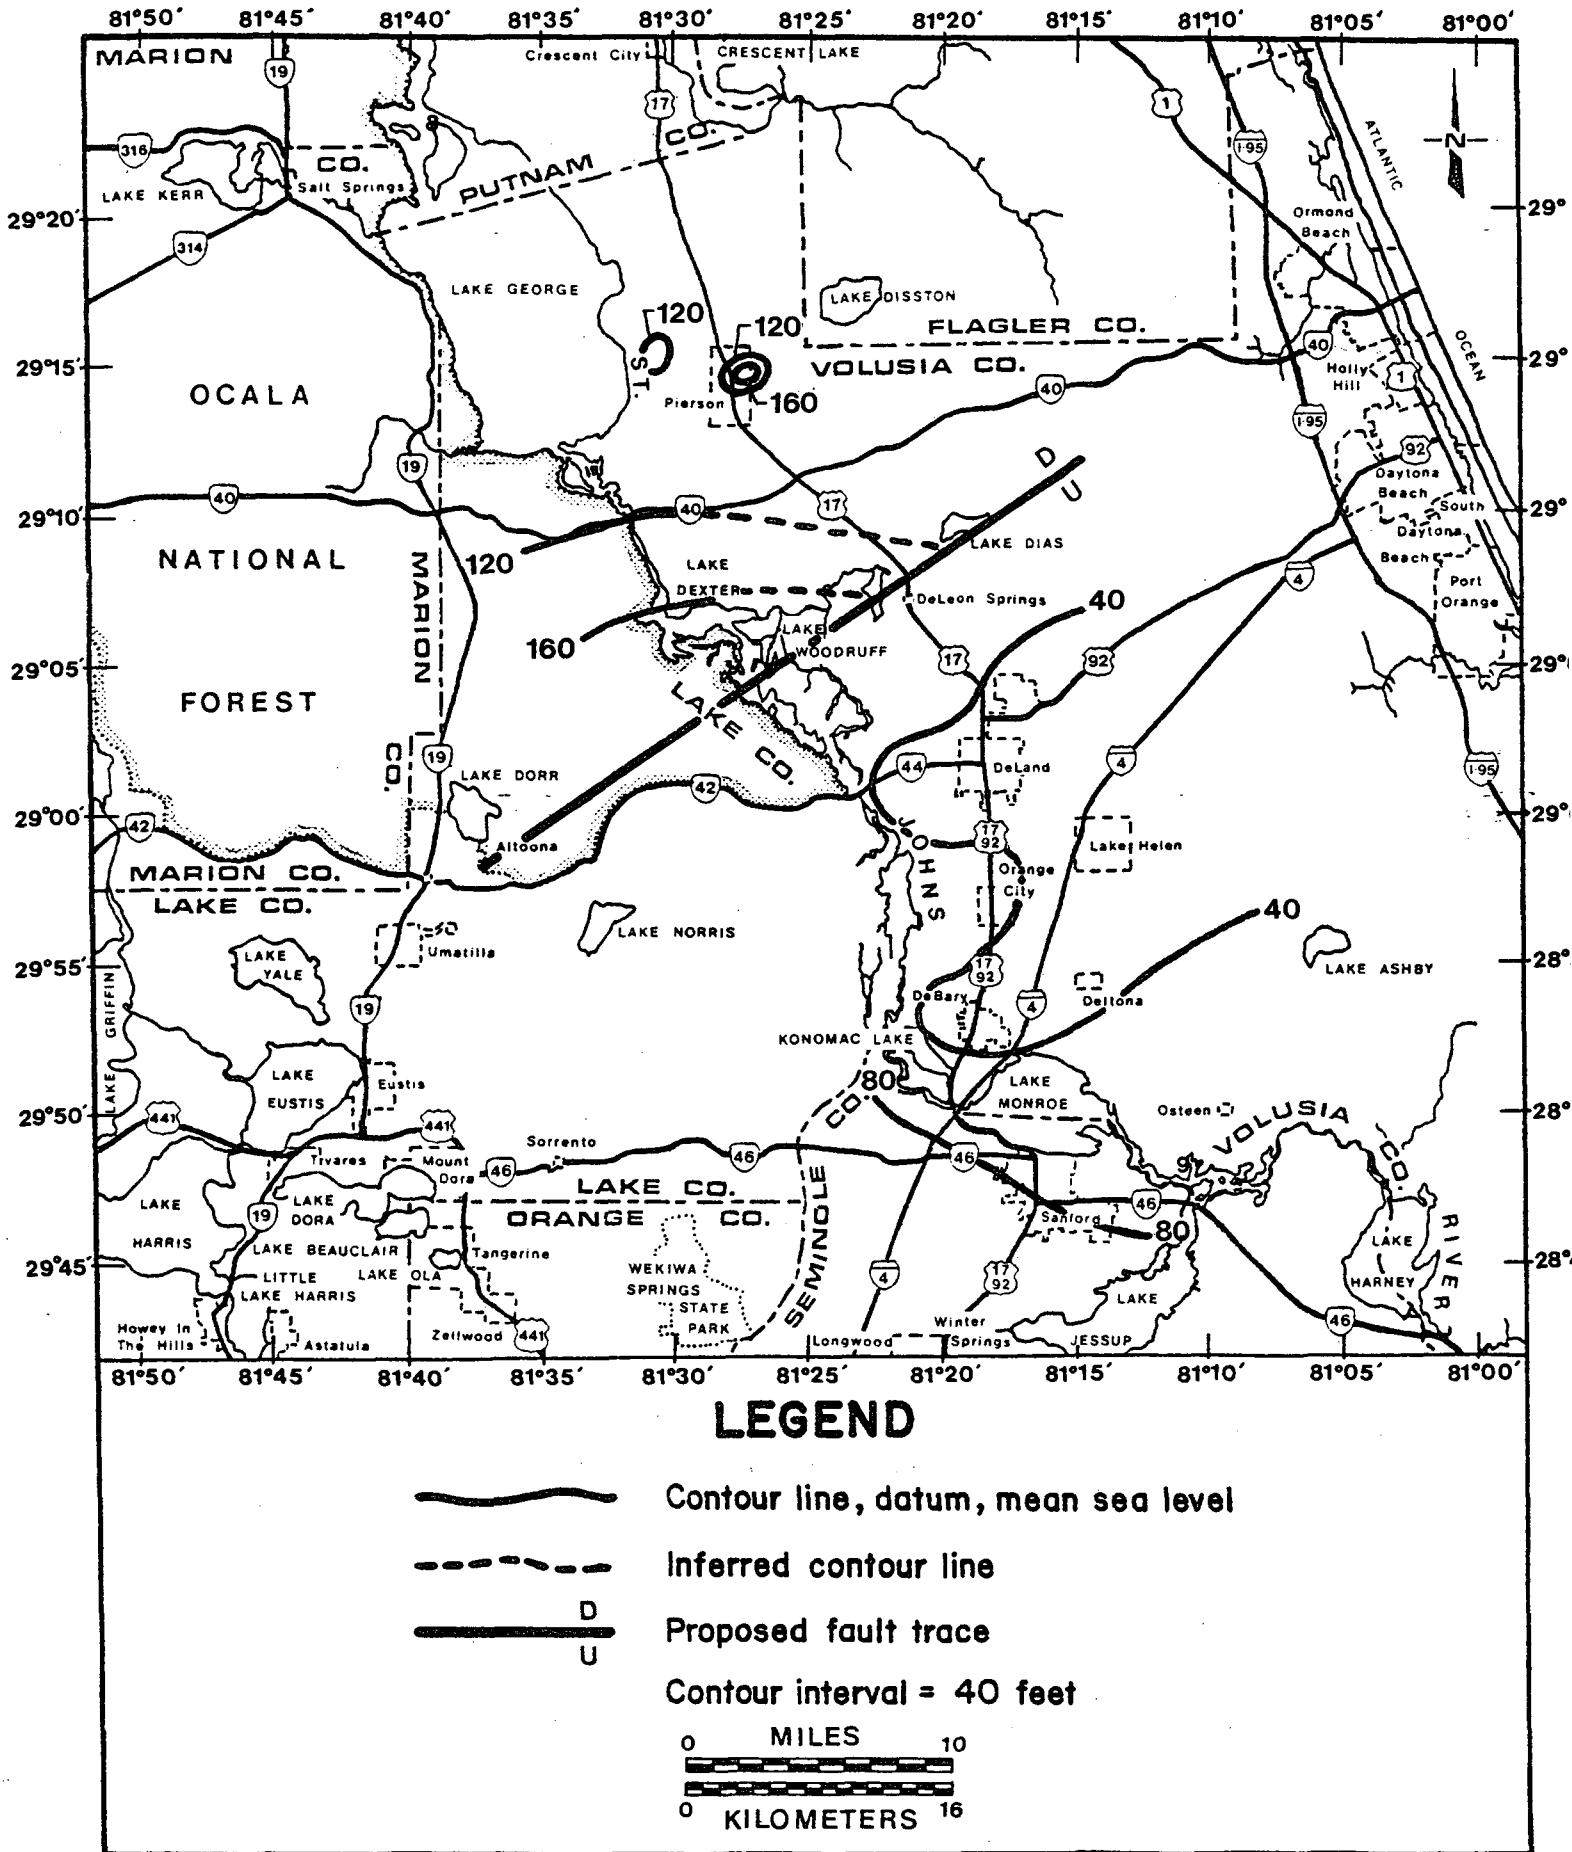 81°50′ 81°45′ 81°40′ 81°35′ 81°30′ 81°25′ 81°20′ 81°15′ 81°10′ 81°05′ 81°00′
MARION
19
Crescent City
CRESCENT LAKE
17
1
I-95
N
ATLANTIC
OCEAN
316
CO.
8
CO.
PUTNAM
LAKE KERR
Salt Springs
29°20′
29°
Ormond
Beach
314
LAKE GEORGE
LAKE DISSTON
120
120
FLAGLER CO.
VOLUSIA CO.
40
29°15′
29°
ST.
Holly
Hill
1
OCALA
Pierson
160
40
I-95
92
19
D
U
Daytona
Beach
40
40
17
South
29°10′
29°
LAKE DIAS
Daytona
Beach
NATIONAL
120
LAKE
DEXTER
4
Port
Orange
MARION
DeLeon Springs
40
160
LAKE
WOODRUFF
17
92
29°05′
29°
FOREST
LAKE CO.
CO.
19
LAKE DORR
42
44
DeLand
4
I-95
29°00′
29°
42
Altoona
JOHNS
17
92
Lake Helen
MARION CO.
LAKE CO.
Orange
City
40
Umatilla
LAKE NORRIS
LAKE
YALE
29°55′
28°
17
92
LAKE ASHBY
LAKE GRIFFIN
19
DeBary
4
Deltona
KONOMAC LAKE
LAKE
EUSTIS
Eustis
80
LAKE
MONROE
29°50′
28°
441
441
CO.
Osteen
VOLUSIA
CO.
Sorrento
Tivares
Mount
Dora
46
46
46
LAKE CO.
ORANGE CO.
SEMINOLE
LAKE
HARRIS
19
LAKE
DORA
Sanford
46
80
RIVER
LAKE BEAUCLAIR
Tangerine
LAKE
HARNEY
29°45′
28°
LITTLE
LAKE HARRIS
LAKE OLA
WEKIWA
SPRINGS
STATE
PARK
4
17
92
LAKE
JESSUP
Howey In
The Hills
Astatula
Zellwood
441
Longwood
Winter
Springs
46
81°50′ 81°45′ 81°40′ 81°35′ 81°30′ 81°25′ 81°20′ 81°15′ 81°10′ 81°05′ 81°00′
LEGEND
Contour line, datum, mean sea level
Inferred contour line
D
U
Proposed fault trace
Contour interval = 40 feet
MILES
0 10
0 16
KILOMETERS